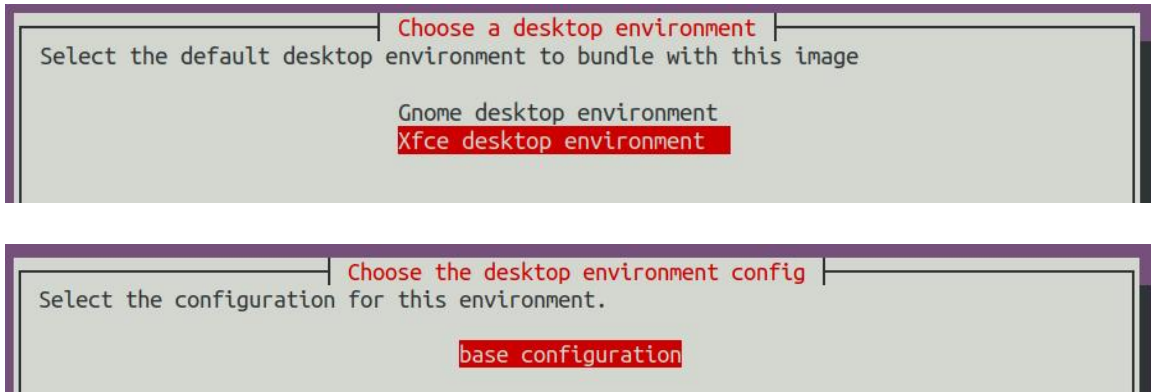 Choose a desktop environment
Select the default desktop environment to bundle with this image
Gnome desktop environment
Xfce desktop environment
Choose the desktop environment config
Select the configuration for this environment.
base configuration